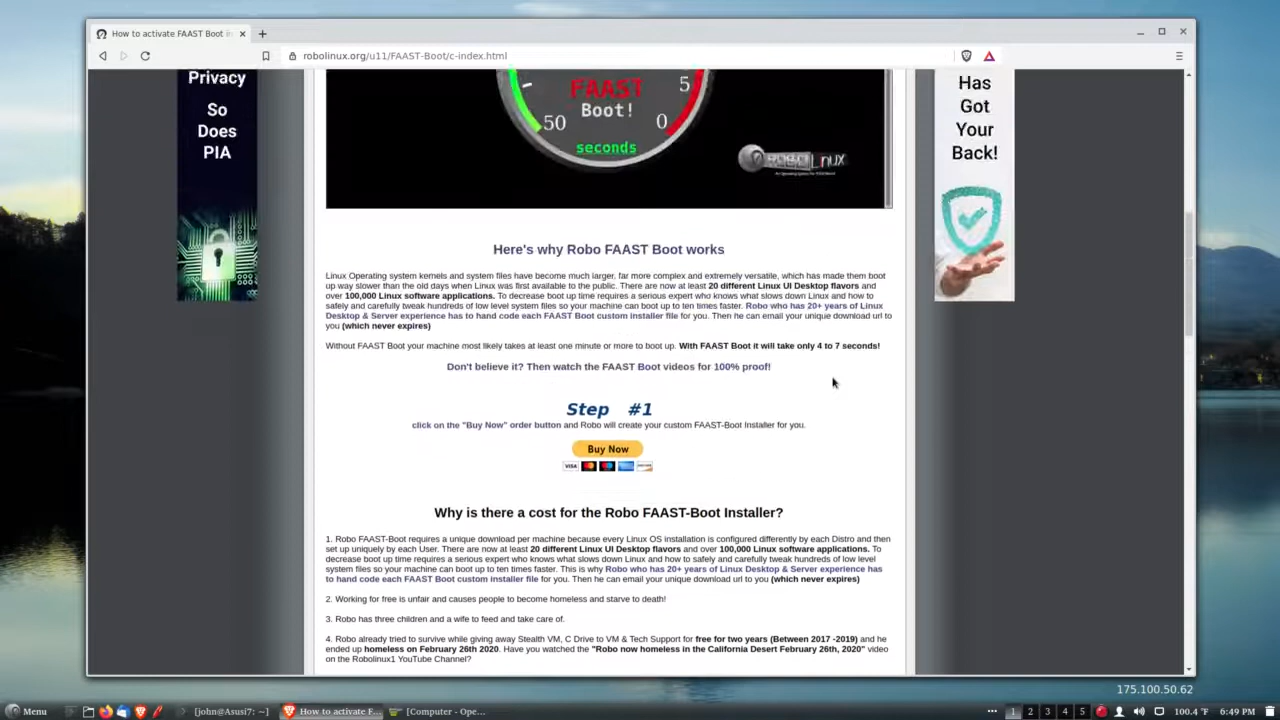 How to activate FAAST Boot in
robolinux.org/u11/FAAST-Boot/c-index.html
Privacy
So
Does
PIA
Has
Got
Your
Back!
FAAST
Boot!
5
50
0
seconds
ROBOLINUX
Here's why Robo FAAST Boot works
Linux Operating system kernels and system files have become much larger, far more complex and extremely versatile, which has made them boot
up way slower than the old days when Linux was first available to the public. There are now at least 20 different Linux UI Desktop flavors and
over 100,000 Linux software applications. To decrease boot up time requires a serious expert who knows what slows down Linux and how to
safely and carefully tweak hundreds of low level system files so your machine can boot up to ten times faster. Robo who has 20+ years of Linux
Desktop & Server experience has to hand code each FAAST Boot custom installer file for you. Then he can email your unique download url to
you (which never expires)
Without FAAST Boot your machine most likely takes at least one minute or more to boot up. With FAAST Boot it will take only 4 to 7 seconds!
Don't believe it? Then watch the FAAST Boot videos for 100% proof!
Step #1
click on the "Buy Now" order button and Robo will create your custom FAAST-Boot Installer for you.
Buy Now
VISA
Why is there a cost for the Robo FAAST-Boot Installer?
1. Robo FAAST-Boot requires a unique download per machine because every Linux OS installation is configured differently by each Distro and then
set up uniquely by each User. There are now at least 20 different Linux UI Desktop flavors and over 100,000 Linux software applications. To
decrease boot up time requires a serious expert who knows what slows down Linux and how to safely and carefully tweak hundreds of low level
system files so your machine can boot up to ten times faster. This is why Robo who has 20+ years of Linux Desktop & Server experience has
to hand code each FAAST Boot custom installer file for you. Then he can email your unique download url to you (which never expires)
2. Working for free is unfair and causes people to become homeless and starve to death!
3. Robo has three children and a wife to feed and take care of.
4. Robo already tried to survive while giving away Stealth VM, C Drive to VM & Tech Support for free for two years (Between 2017 -2019) and he
ended up homeless on February 26th 2020. Have you watched the "Robo now homeless in the California Desert February 26th, 2020" video
on the Robolinux1 YouTube Channel?
175.100.50.62
Menu
[john@Asusi7: ~]
How to activate F...
[Computer - Ope...
1 2 3 4 5
100.4 °F
6:49 PM